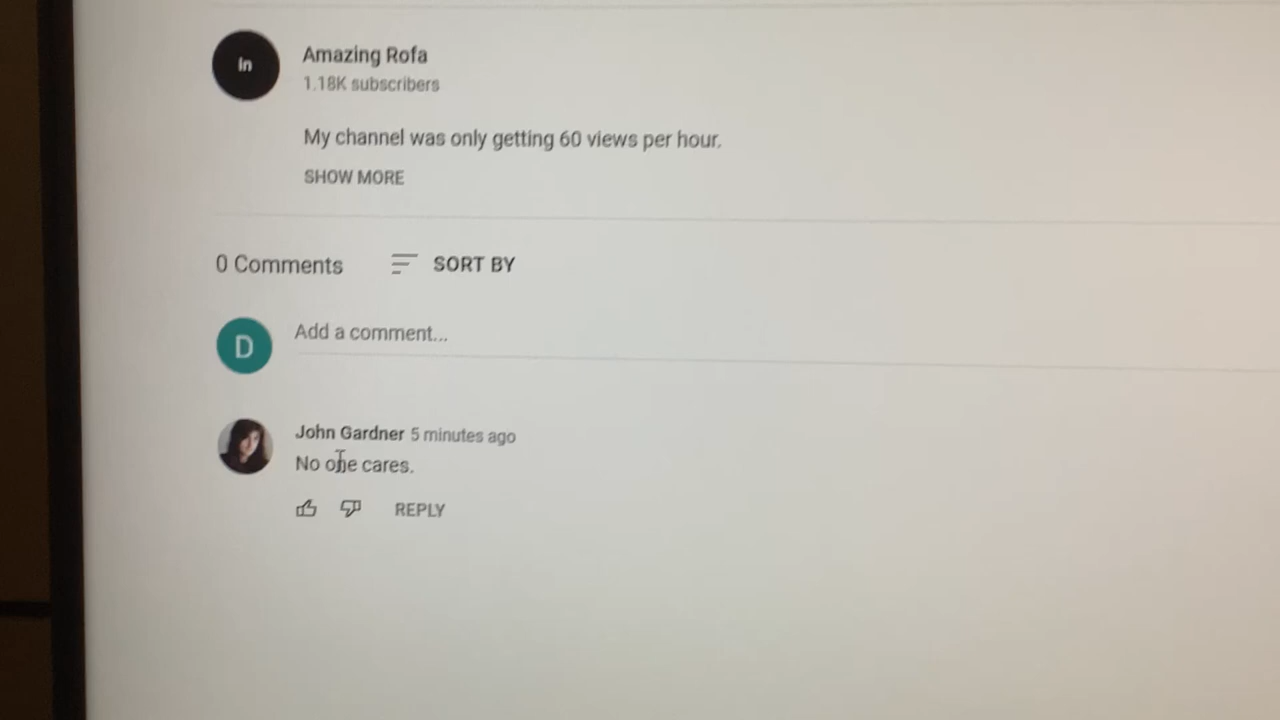 In
Amazing Rofa
1.18K subscribers
My channel was only getting 60 views per hour.
SHOW MORE
0 Comments
SORT BY
D
Add a comment...
John Gardner 5 minutes ago
No one cares.
REPLY